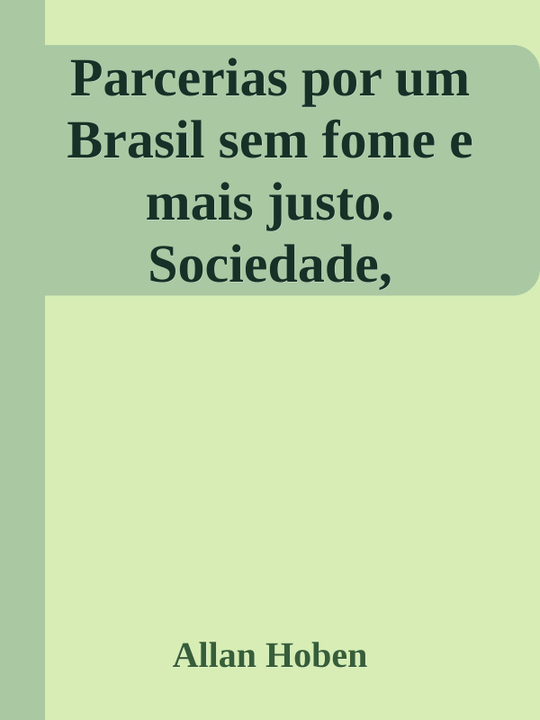 Parcerias por um
Brasil sem fome e
mais justo.
Sociedade,
Allan Hoben